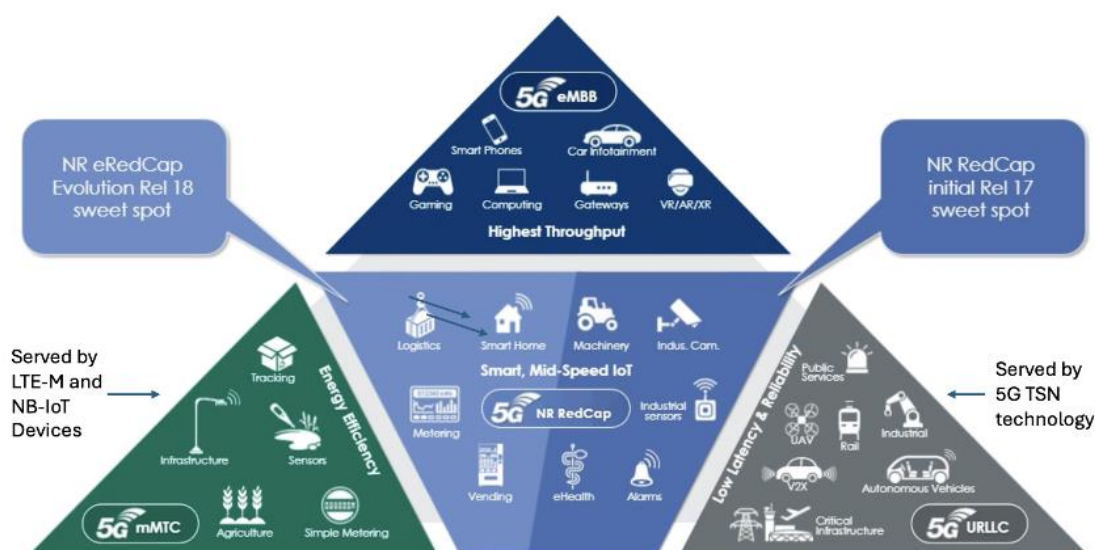 5G eMBB
Smart Phones
Car Infotainment
Gaming
Computing
Gateways
VR/AR/XR
Highest Throughput
NR eRedCap
Evolution Rel 18
sweet spot
NR RedCap
initial Rel 17
sweet spot
Logistics
Smart Home
Machinery
Indus. Cam.
Smart, Mid-Speed IoT
Metering
5G NR RedCap
Industrial
sensors
Vending
eHealth
Alarms
Served by
LTE-M and
NB-IoT
Devices
Tracking
Energy Efficiency
Infrastructure
Sensors
5G mMTC
Agriculture
Simple Metering
Low Latency & Reliability
Public
Services
UAV
Rail
Industrial
V2X
Autonomous Vehicles
Critical
Infrastructure
5G URLLC
Served by
5G TSN
technology